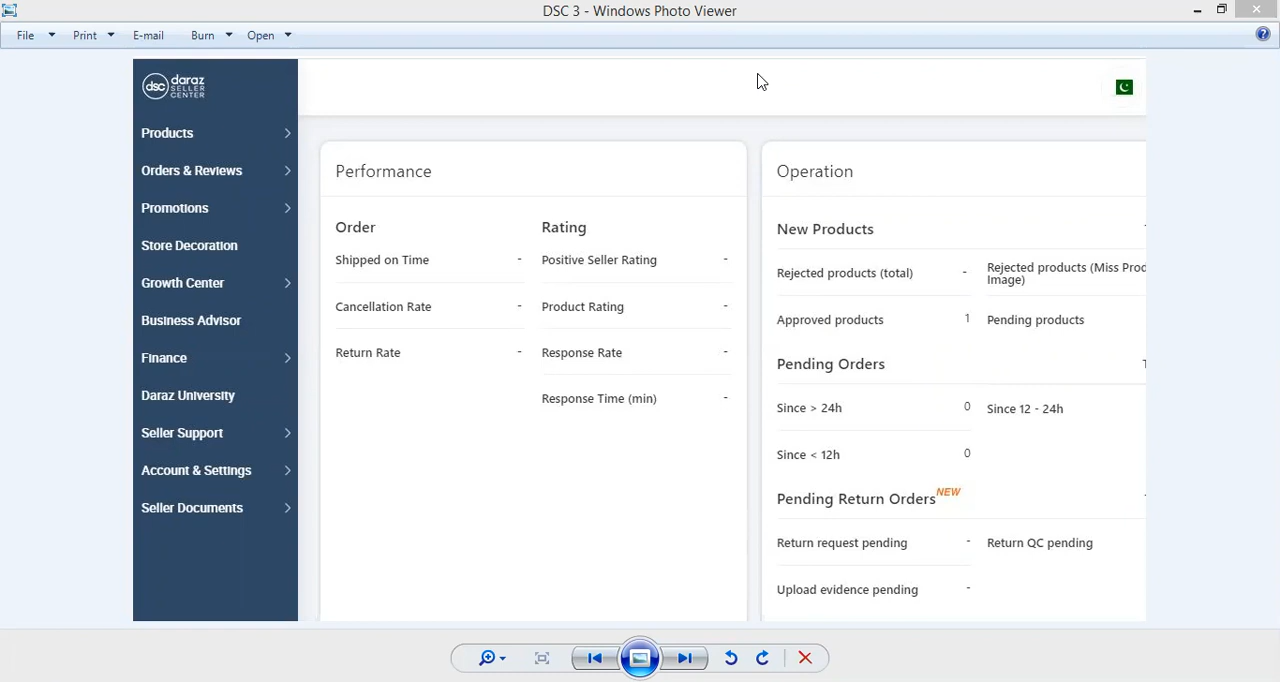 DSC 3 - Windows Photo Viewer
File Print E-mail Burn Open
dsc daraz
SELLER
CENTER
Products
Orders & Reviews
Promotions
Store Decoration
Growth Center
Business Advisor
Finance
Daraz University
Seller Support
Account & Settings
Seller Documents
Performance
Order
Shipped on Time -
Cancellation Rate -
Return Rate -
Rating
Positive Seller Rating -
Product Rating -
Response Rate -
Response Time (min) -
Operation
New Products
Rejected products (total) -
Rejected products (Miss Prod
Image)
Approved products 1
Pending products
Pending Orders
Since > 24h 0
Since 12 - 24h
Since < 12h 0
Pending Return Orders NEW
Return request pending -
Return QC pending
Upload evidence pending -